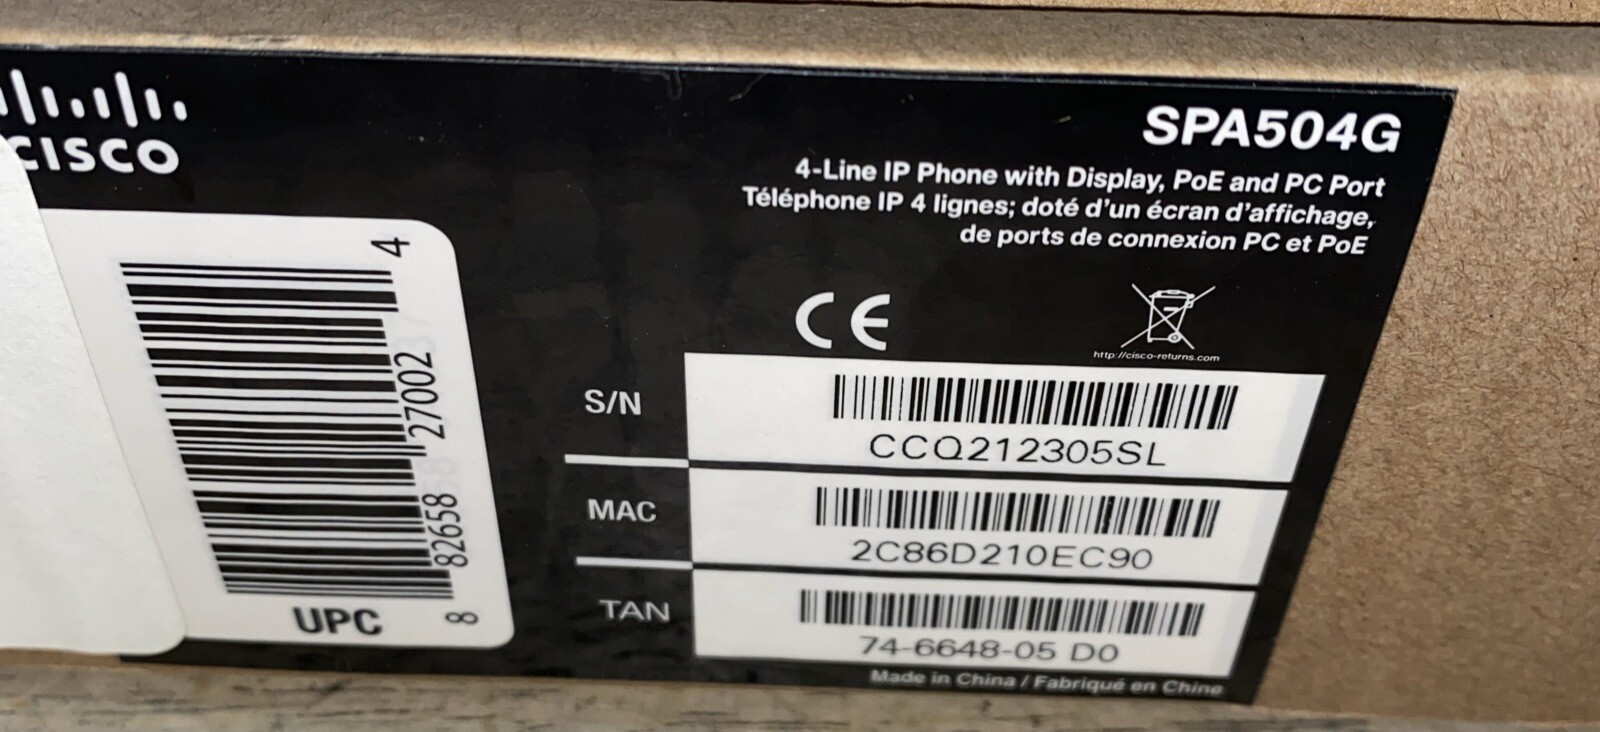 CISCO
SPA504G
4-Line IP Phone with Display, PoE and PC Port
Téléphone IP 4 lignes; doté d'un écran d'affichage,
de ports de connexion PC et PoE
CE
http://cisco-returns.com
8 82658 27002 4
UPC
S/N
CCQ212305SL
MAC
2C86D210EC90
TAN
74-6648-05 D0
Made in China / Fabriqué en Chine